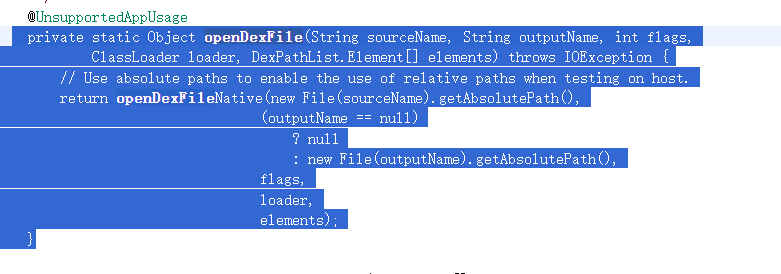 @UnsupportedAppUsage
private static Object openDexFile(String sourceName, String outputName, int flags,
ClassLoader loader, DexPathList.Element[] elements) throws IOException {
// Use absolute paths to enable the use of relative paths when testing on host.
return openDexFileNative(new File(sourceName).getAbsolutePath(),
(outputName == null)
? null
: new File(outputName).getAbsolutePath(),
flags,
loader,
elements);
}